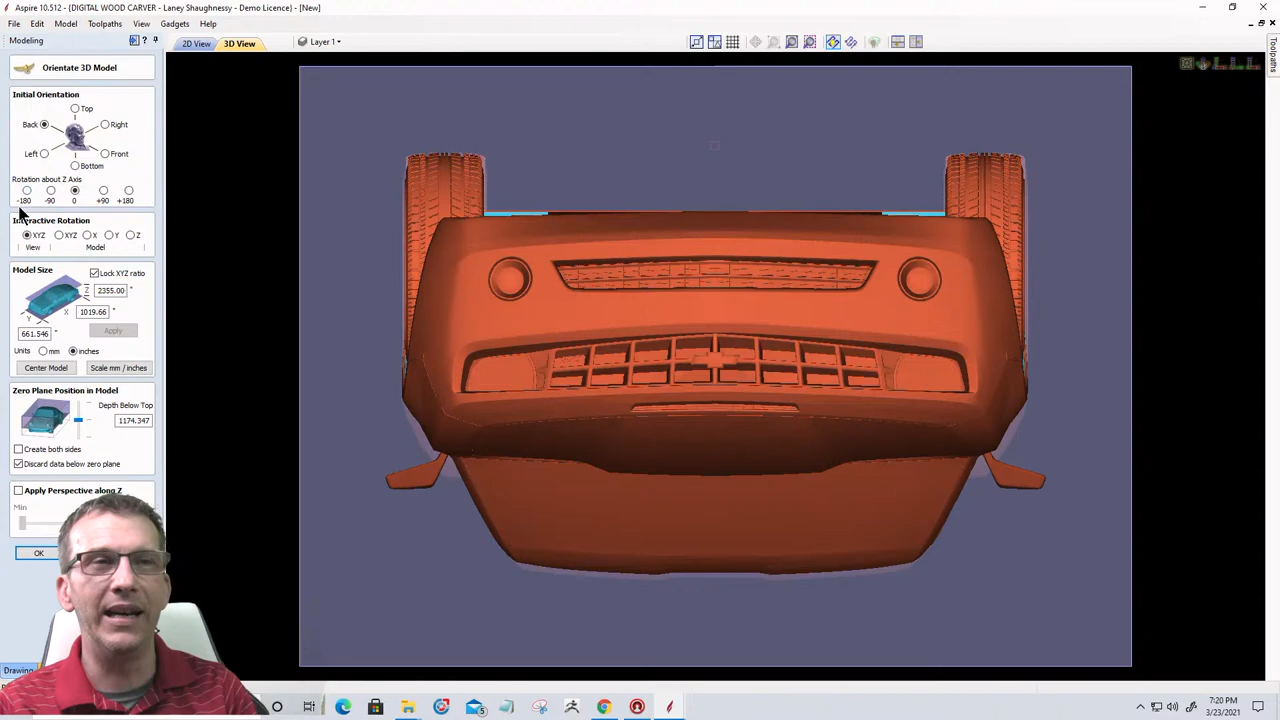 Aspire 10.512 - {DIGITAL WOOD CARVER - Laney Shaughnessy - Demo Licence} - [New]
File Edit Model Toolpaths View Gadgets Help
Modeling
2D View 3D View Layer 1
Toolpaths
Orientate 3D Model
Initial Orientation
Top
Back Right
Left Front
Bottom
Rotation about Z Axis
-180 -90 0 +90 +180
Interactive Rotation
XYZ XYZ X Y Z
View Model
Model Size
Lock XYZ ratio
Z 2355.00 "
X 1019.66 "
Y
661.546 " Apply
Units mm inches
Center Model Scale mm / inches
Zero Plane Position in Model
Depth Below Top
1174.347
Create both sides
Discard data below zero plane
Apply Perspective along Z
Min
OK
Drawing
5
7:20 PM
3/23/2021